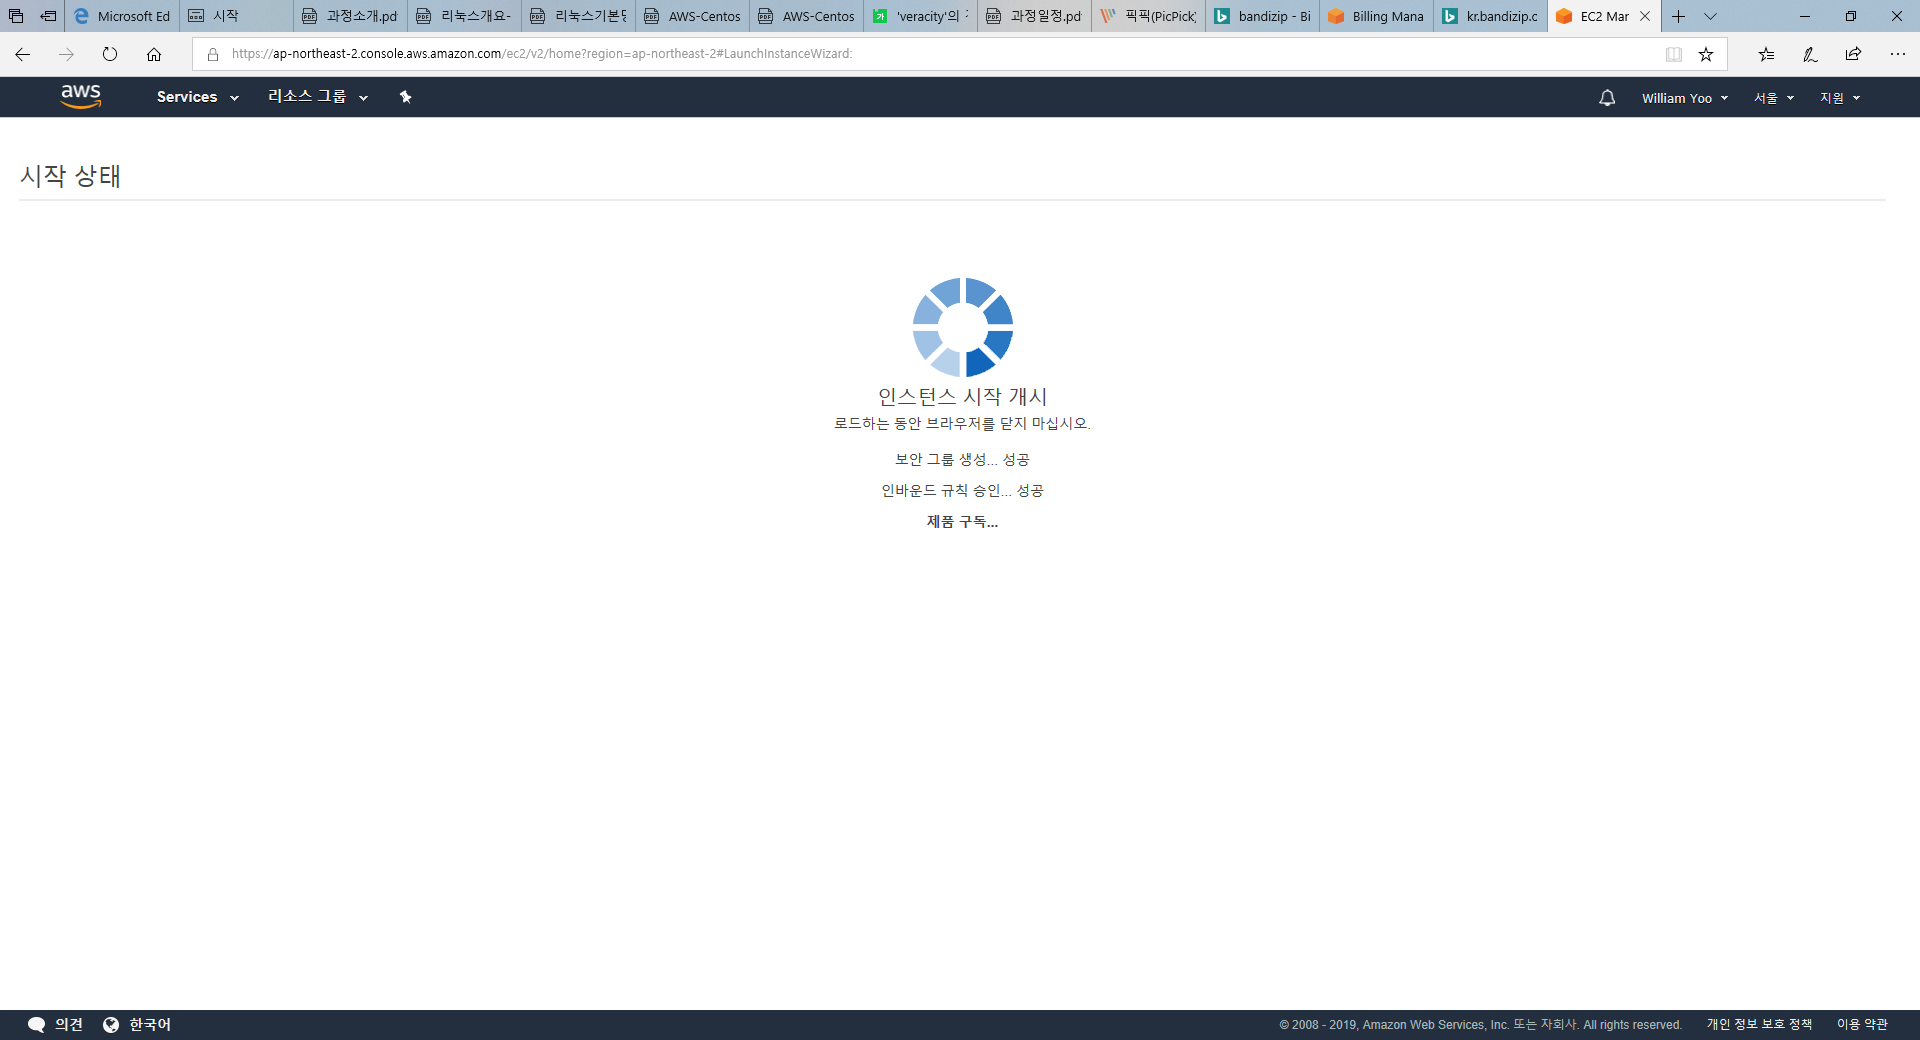 Microsoft Ed
시작
과정소개.pd
리눅스개요-
리눅스기본명
AWS-Centos
AWS-Centos
'veracity'의
과정일정.pd
픽픽(PicPick)
bandizip - Bi
Billing Mana
kr.bandizip.c
EC2 Mar
https://ap-northeast-2.console.aws.amazon.com/ec2/v2/home?region=ap-northeast-2#LaunchInstanceWizard:
aws
Services
리소스 그룹
William Yoo
서울
지원
시작 상태
인스턴스 시작 개시
로드하는 동안 브라우저를 닫지 마십시오.
보안 그룹 생성... 성공
인바운드 규칙 승인... 성공
제품 구독...
의견
한국어
© 2008 - 2019, Amazon Web Services, Inc. 또는 자회사. All rights reserved.
개인 정보 보호 정책
이용 약관